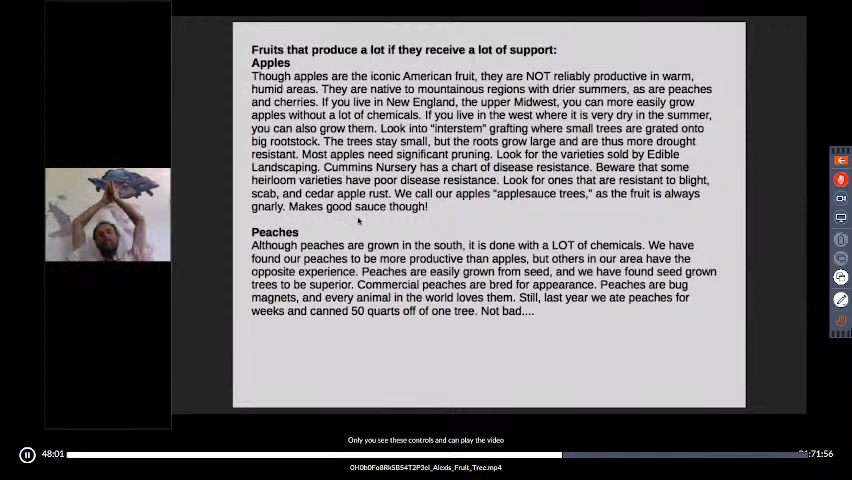 Fruits that produce a lot if they receive a lot of support:
Apples
Though apples are the iconic American fruit, they are NOT reliably productive in warm,
humid areas. They are native to mountainous regions with drier summers, as are peaches
and cherries. If you live in New England, the upper Midwest, you can more easily grow
apples without a lot of chemicals. If you live in the west where it is very dry in the summer,
you can also grow them. Look into "interstem" grafting where small trees are grated onto
big rootstock. The trees stay small, but the roots grow large and are thus more drought
resistant. Most apples need significant pruning. Look for the varieties sold by Edible
Landscaping. Cummins Nursery has a chart of disease resistance. Beware that some
heirloom varieties have poor disease resistance. Look for ones that are resistant to blight,
scab, and cedar apple rust. We call our apples "applesauce trees," as the fruit is always
gnarly. Makes good sauce though!
Peaches
Although peaches are grown in the south, it is done with a LOT of chemicals. We have
found our peaches to be more productive than apples, but others in our area have the
opposite experience. Peaches are easily grown from seed, and we have found seed grown
trees to be superior. Commercial peaches are bred for appearance. Peaches are bug
magnets, and every animal in the world loves them. Still, last year we ate peaches for
weeks and canned 50 quarts off of one tree. Not bad....
Only you see these controls and can play the video
48:01